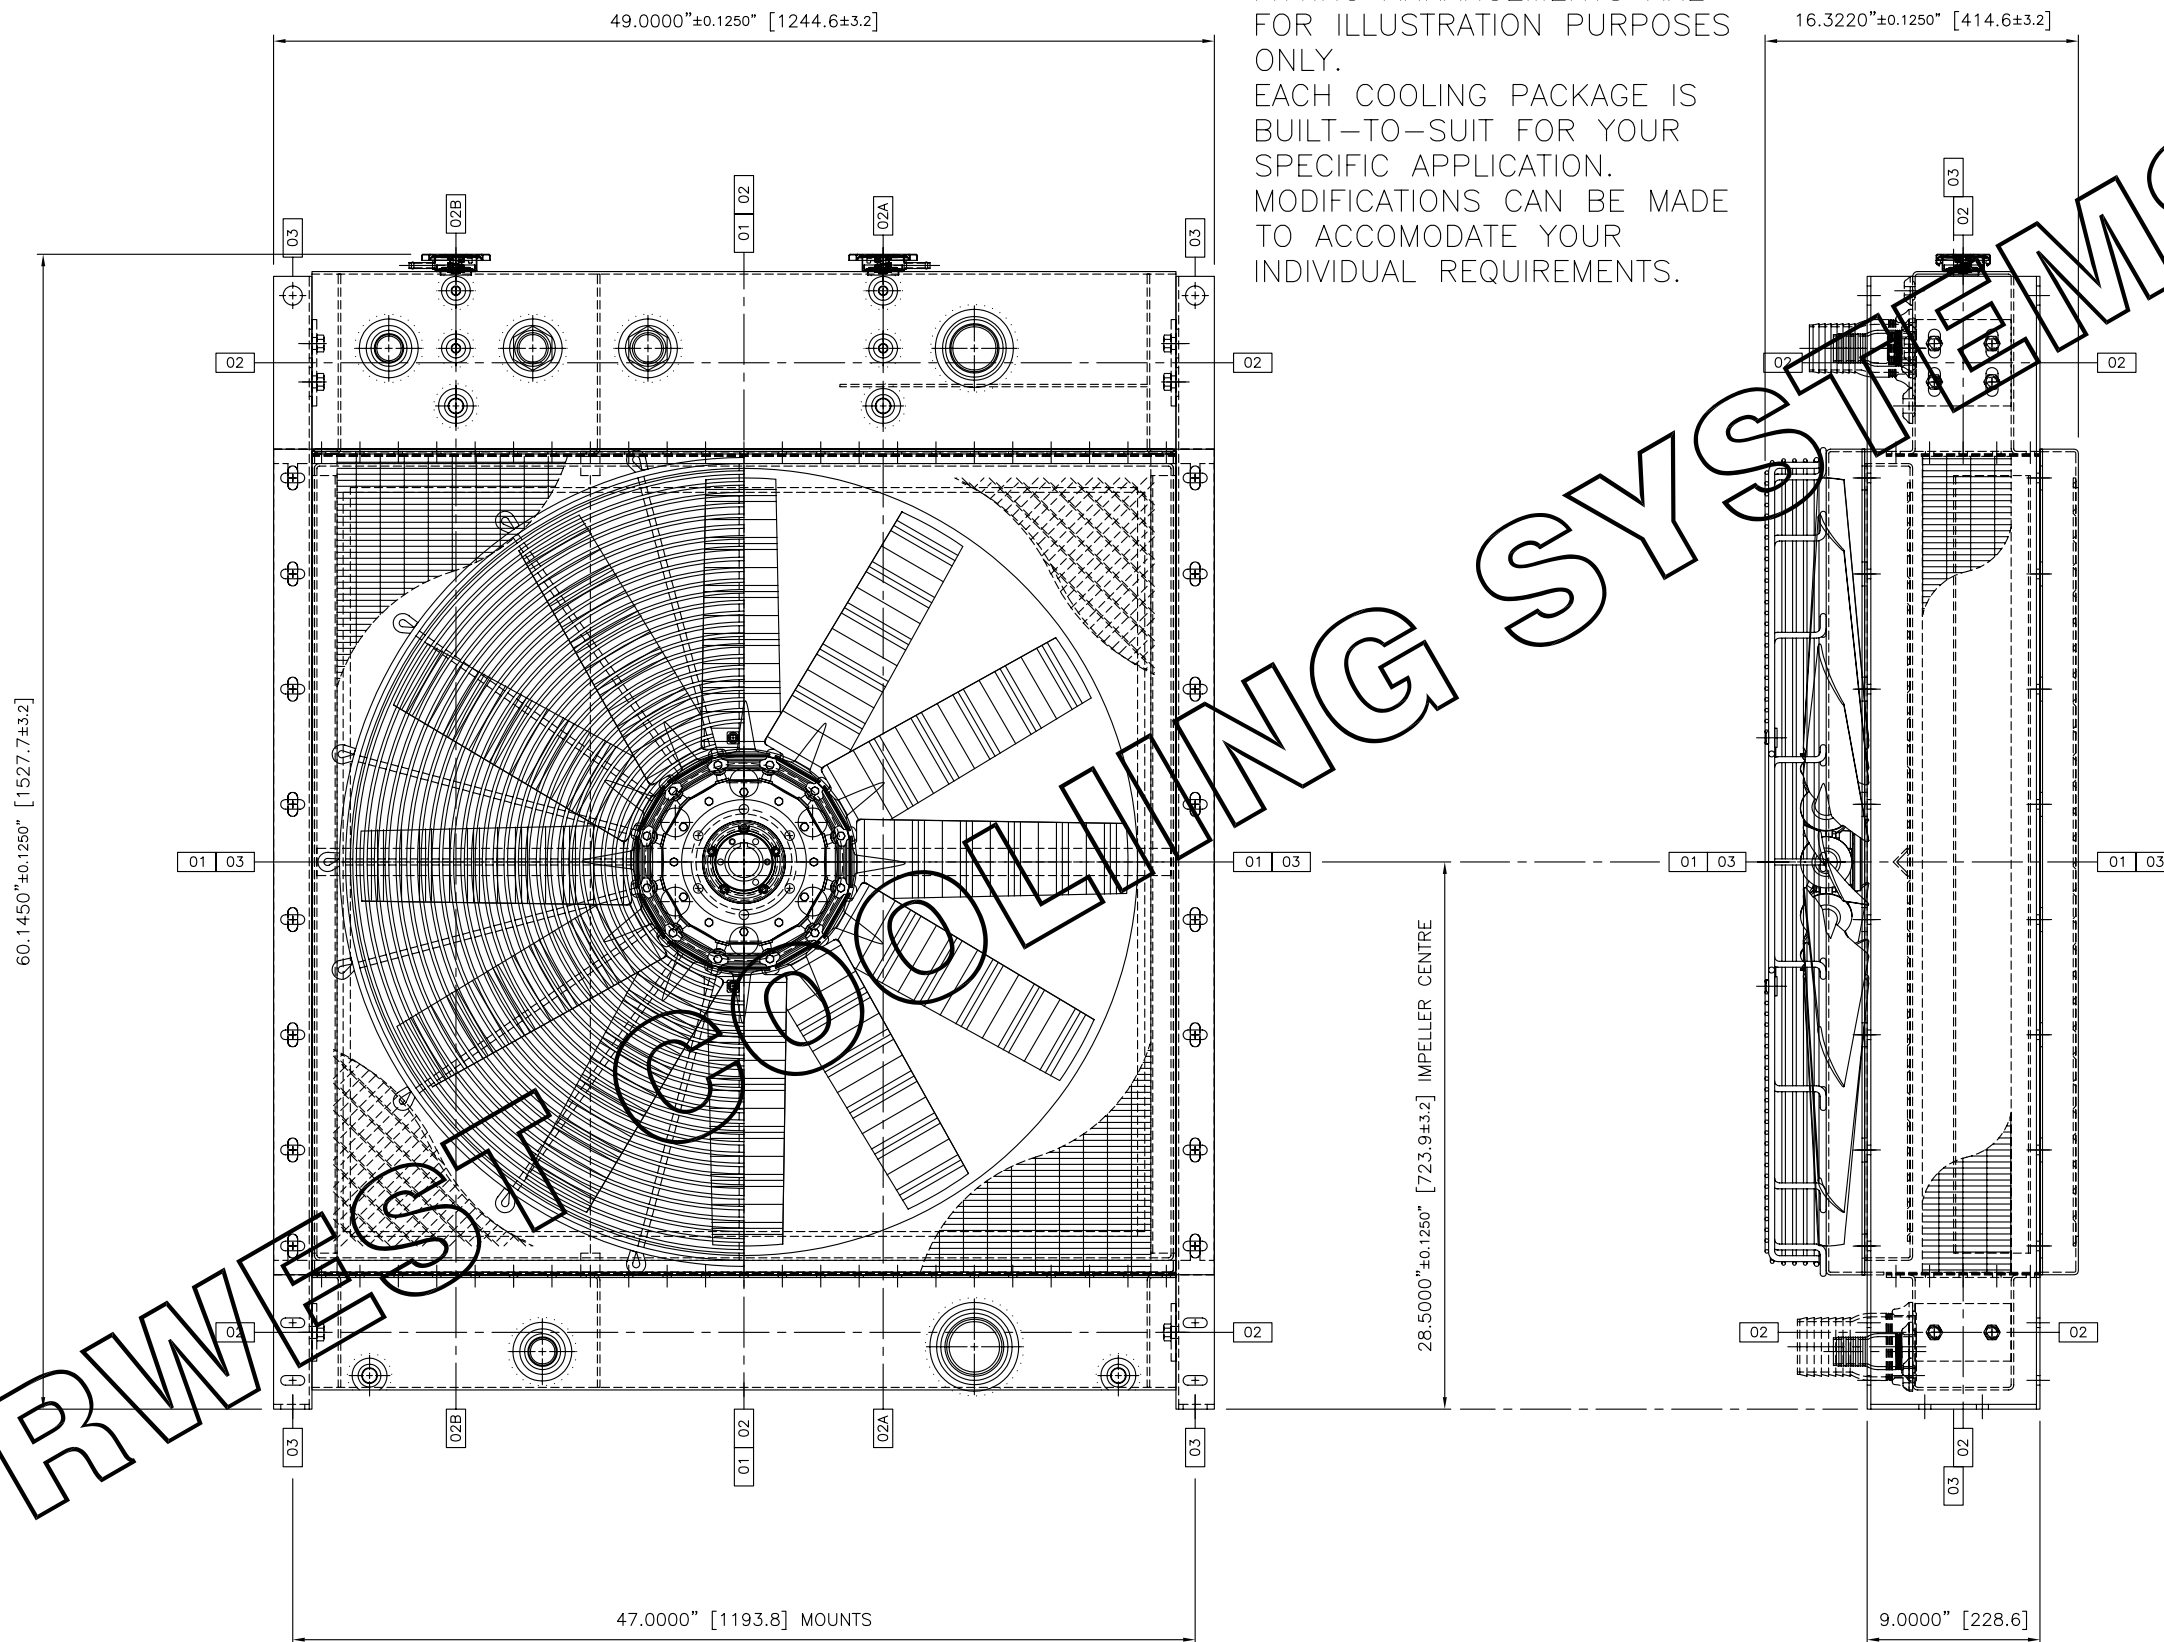 49.0000”±0.1250” [1244.6±3.2]
FOR ILLUSTRATION PURPOSES
ONLY.
EACH COOLING PACKAGE IS
BUILT–TO–SUIT FOR YOUR
SPECIFIC APPLICATION.
MODIFICATIONS CAN BE MADE
TO ACCOMODATE YOUR
INDIVIDUAL REQUIREMENTS.
16.3220”±0.1250” [414.6±3.2]
03
02B
01 02
02A
03
03
02
02
02
02
02
60.1450”±0.1250” [1527.7±3.2]
01 03
01 03
01 03
01 03
28.5000”±0.1250” [723.9±3.2] IMPELLER CENTRE
02
02
02
02
03
02B
01 02
02A
03
02
03
47.0000” [1193.8] MOUNTS
9.0000” [228.6]
RWEST COOLING SYSTEMS